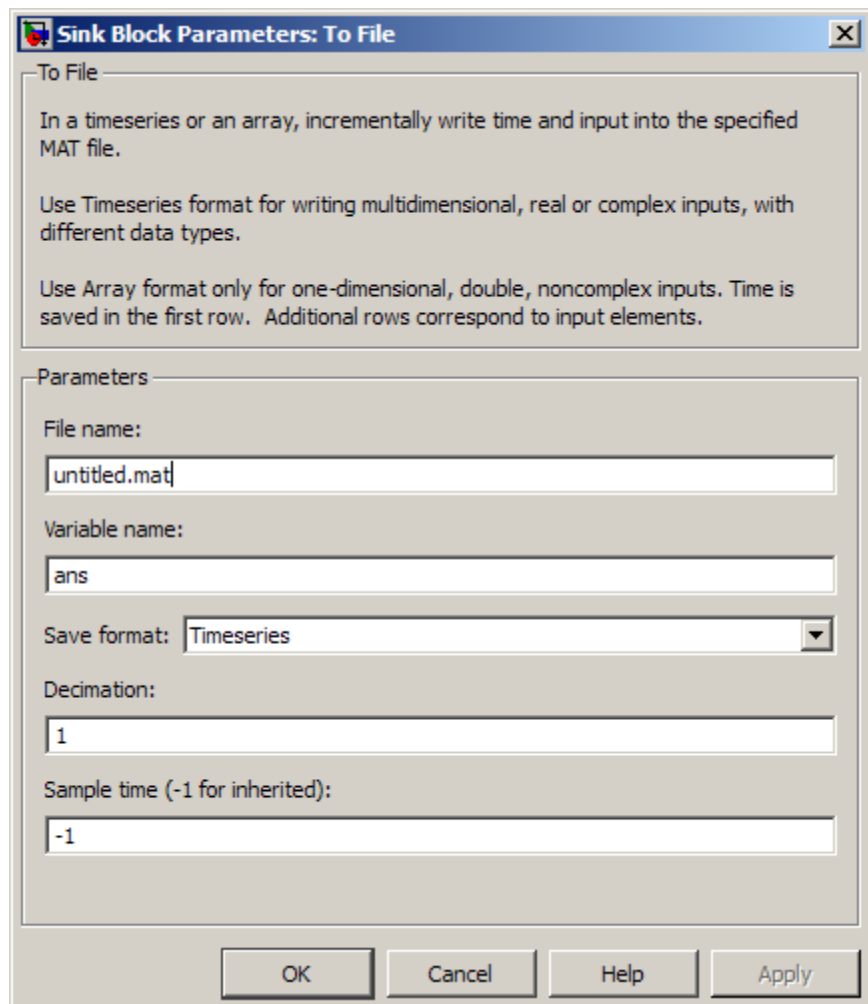 Sink Block Parameters: To File
To File
In a timeseries or an array, incrementally write time and input into the specified
MAT file.
Use Timeseries format for writing multidimensional, real or complex inputs, with
different data types.
Use Array format only for one-dimensional, double, noncomplex inputs. Time is
saved in the first row.  Additional rows correspond to input elements.
Parameters
File name:
untitled.mat
Variable name:
ans
Save format: Timeseries
Decimation:
1
Sample time (-1 for inherited):
-1
OK Cancel Help Apply